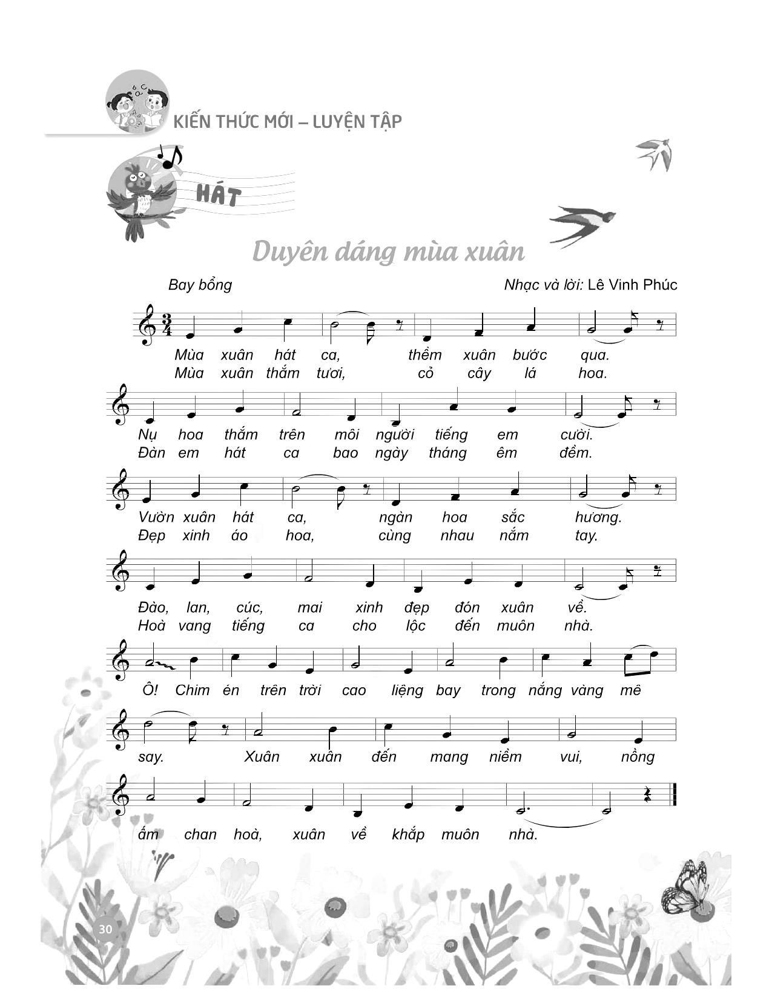 KIẾN THỨC MỚI – LUYỆN TẬP
HÁT
Duyên dáng mùa xuân
Bay bổng
Nhạc và lời: Lê Vinh Phúc
3
4
Mùa xuân hát ca, thềm xuân bước qua.
Mùa xuân thắm tươi, cỏ cây lá hoa.
Nụ hoa thắm trên môi người tiếng em cười.
Đàn em hát ca bao ngày tháng êm đềm.
Vườn xuân hát ca, ngàn hoa sắc hương.
Đẹp xinh áo hoa, cùng nhau nắm tay.
Đào, lan, cúc, mai xinh đẹp đón xuân về.
Hoà vang tiếng ca cho lộc đến muôn nhà.
Ô! Chim én trên trời cao liệng bay trong nắng vàng mê
say. Xuân xuân đến mang niềm vui, nồng
ấm chan hoà, xuân về khắp muôn nhà.
30